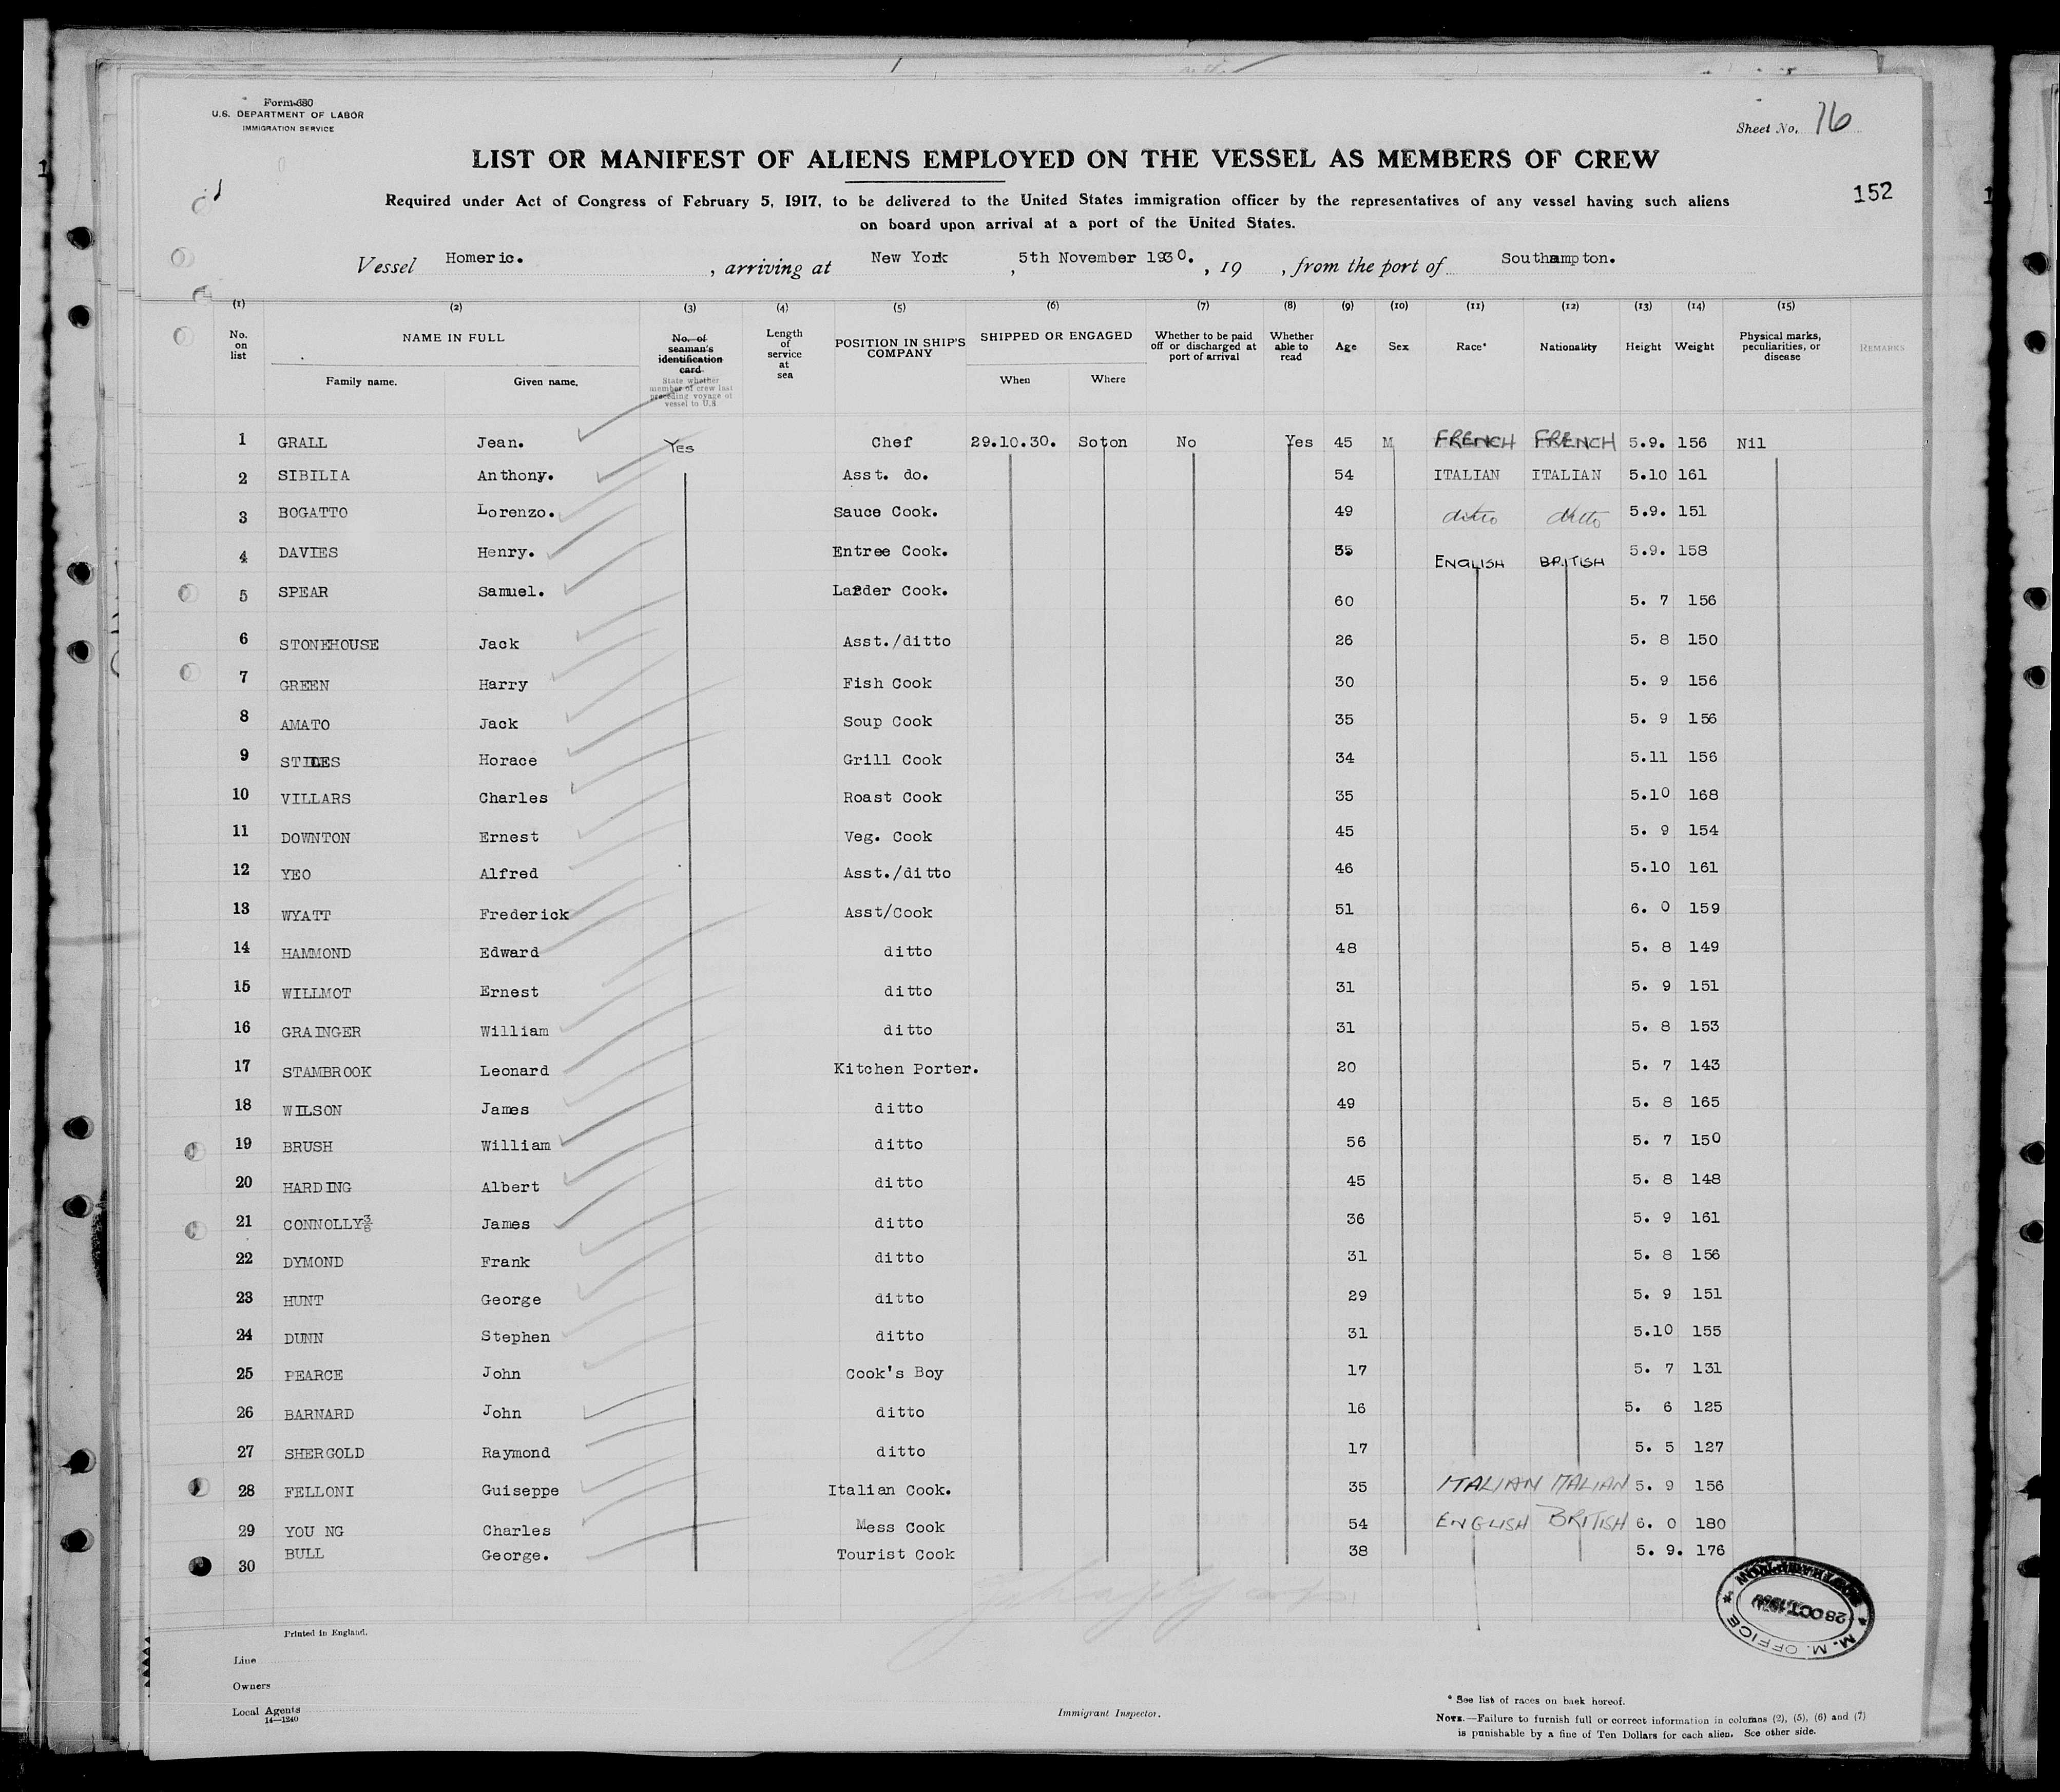 Form 680
U.S. DEPARTMENT OF LABOR
IMMIGRATION SERVICE
Sheet No. 16
LIST OR MANIFEST OF ALIENS EMPLOYED ON THE VESSEL AS MEMBERS OF CREW
152
Required under Act of Congress of February 5, 1917, to be delivered to the United States immigration officer by the representatives of any vessel having such aliens
on board upon arrival at a port of the United States.
Vessel Homeric. , arriving at New York , 5th November 1930. , 19 , from the port of Southampton.
(1) (2) (3) (4) (5) (6) (7) (8) (9) (10) (11) (12) (13) (14) (15)
No. on list
NAME IN FULL
Family name. Given name.
No. of seaman's identification card
State whether member of crew last preceding voyage of vessel to U.S
Length of service at sea
POSITION IN SHIP'S COMPANY
SHIPPED OR ENGAGED
When Where
Whether to be paid off or discharged at port of arrival
Whether able to read
Age Sex Race* Nationality Height Weight
Physical marks, peculiarities, or disease
REMARKS
1 GRALL Jean. Yes Chef 29.10.30. Soton No Yes 45 M FRENCH FRENCH 5.9. 156 Nil
2 SIBILIA Anthony. Asst. do. 54 ITALIAN ITALIAN 5.10 161
3 BOGATTO Lorenzo. Sauce Cook. 49 ditto ditto 5.9. 151
4 DAVIES Henry. Entree Cook. 35 ENGLISH BRITISH 5.9. 158
5 SPEAR Samuel. Larder Cook. 60 5. 7 156
6 STONEHOUSE Jack Asst./ditto 26 5. 8 150
7 GREEN Harry Fish Cook 30 5. 9 156
8 AMATO Jack Soup Cook 35 5. 9 156
9 STILES Horace Grill Cook 34 5.11 156
10 VILLARS Charles Roast Cook 35 5.10 168
11 DOWNTON Ernest Veg. Cook 45 5. 9 154
12 YEO Alfred Asst./ditto 46 5.10 161
13 WYATT Frederick Asst/Cook 51 6. 0 159
14 HAMMOND Edward ditto 48 5. 8 149
15 WILLMOT Ernest ditto 31 5. 9 151
16 GRAINGER William ditto 31 5. 8 153
17 STAMBROOK Leonard Kitchen Porter. 20 5. 7 143
18 WILSON James ditto 49 5. 8 165
19 BRUSH William ditto 56 5. 7 150
20 HARDING Albert ditto 45 5. 8 148
21 CONNOLLY James ditto 36 5. 9 161
22 DYMOND Frank ditto 31 5. 8 156
23 HUNT George ditto 29 5. 9 151
24 DUNN Stephen ditto 31 5.10 155
25 PEARCE John Cook's Boy 17 5. 7 131
26 BARNARD John ditto 16 5. 6 125
27 SHERGOLD Raymond ditto 17 5. 5 127
28 FELLONI Guiseppe Italian Cook. 35 ITALIAN ITALIAN 5. 9 156
29 YOUNG Charles Mess Cook 54 ENGLISH BRITISH 6. 0 180
30 BULL George. Tourist Cook 38 5. 9. 176
SOUTHAMPTON
28 OCT 1930
M. M. OFFICE
Printed in England.
Line
Owners
Local Agents
14—1240
Immigrant Inspector.
* See list of races on back hereof.
NOTE.—Failure to furnish full or correct information in columns (2), (5), (6) and (7)
is punishable by a fine of Ten Dollars for each alien. See other side.